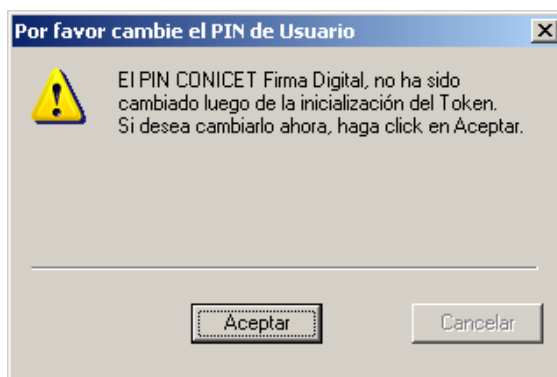 Por favor cambie el PIN de Usuario
El PIN CONICET Firma Digital, no ha sido
cambiado luego de la inicialización del Token.
Si desea cambiarlo ahora, haga click en Aceptar.
Aceptar
Cancelar